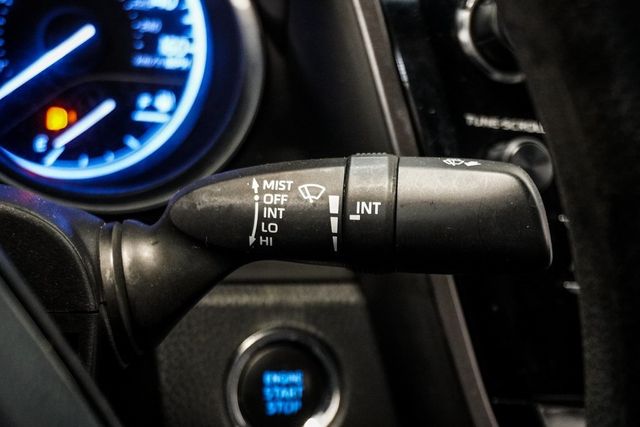 TUNE·SCROLL
MIST
OFF
INT
LO
HI
INT
E
ENGINE
START
STOP